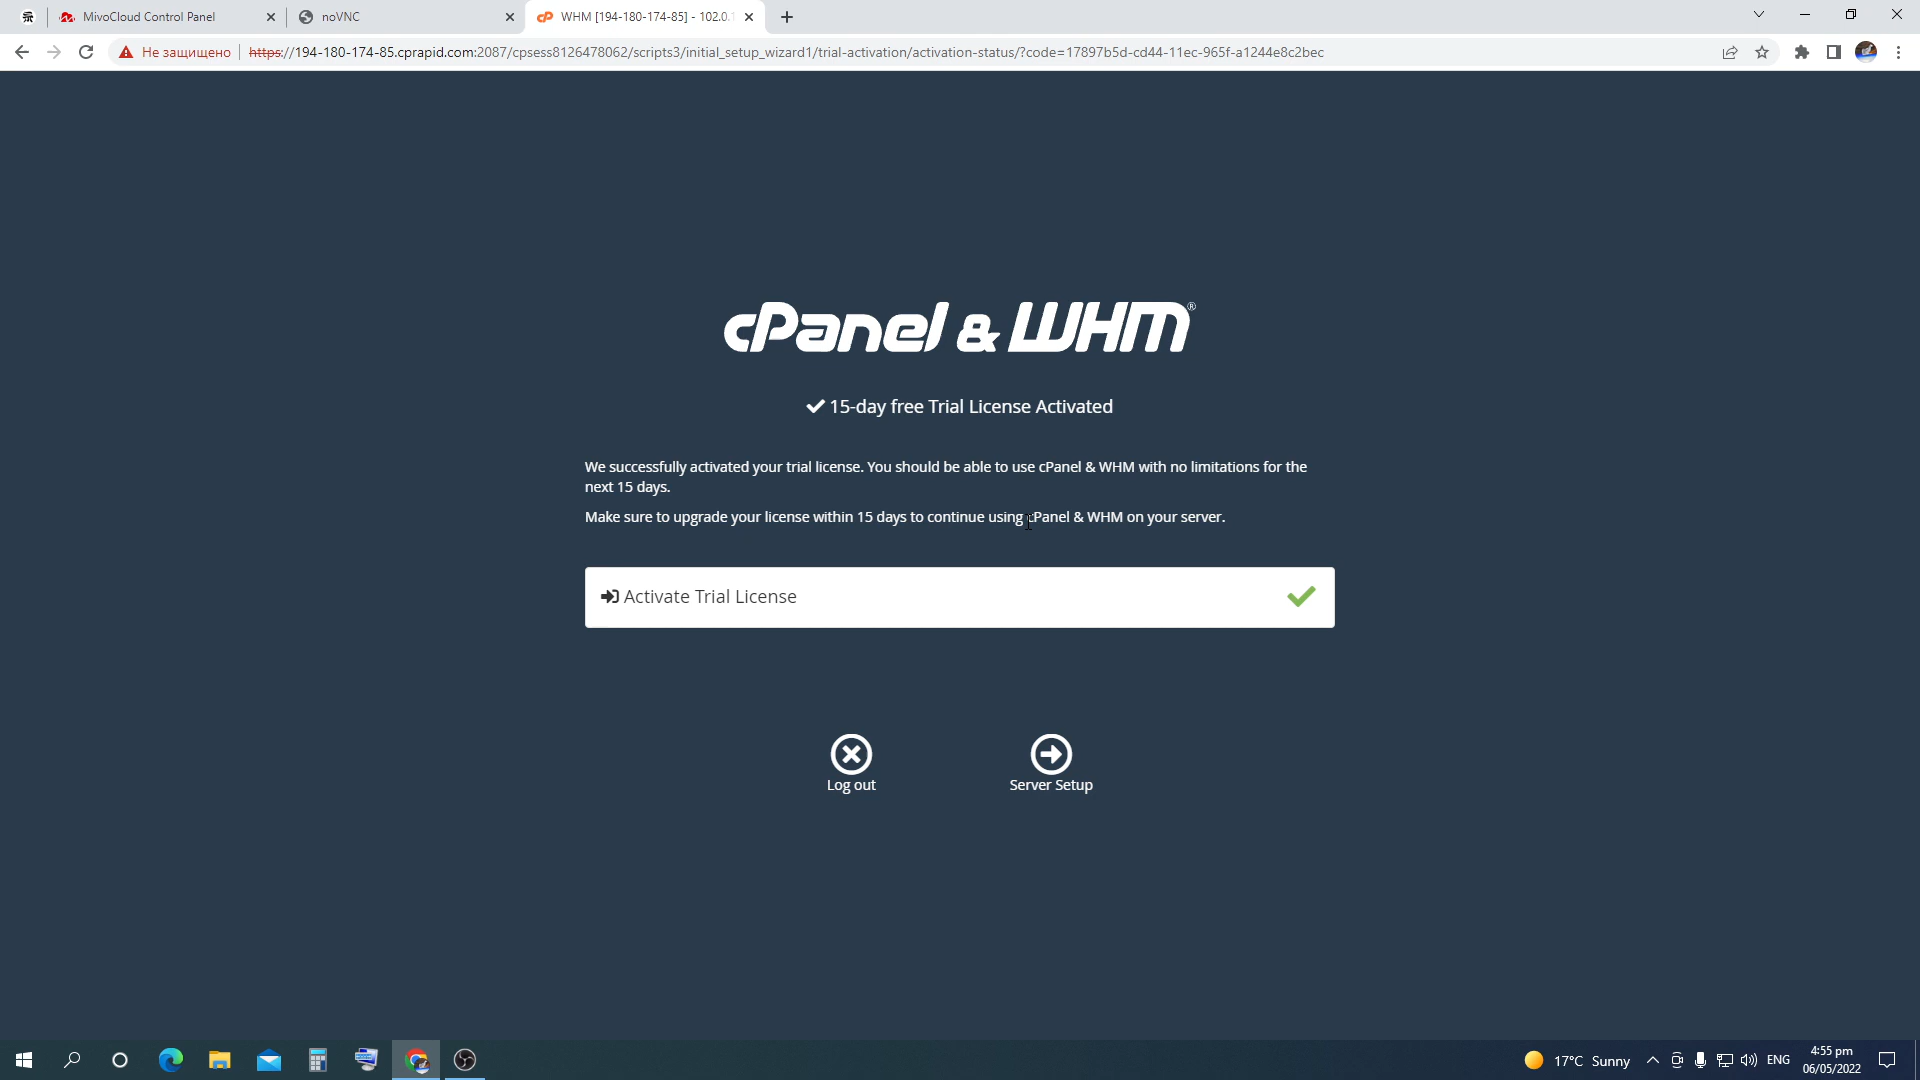 MivoCloud Control Panel
noVNC
WHM [194-180-174-85] - 102.0.1
Не защищено
https://194-180-174-85.cprapid.com:2087/cpsess8126478062/scripts3/initial_setup_wizard1/trial-activation/activation-status/?code=17897b5d-cd44-11ec-965f-a1244e8c2bec
cPanel & WHM®
15-day free Trial License Activated
We successfully activated your trial license. You should be able to use cPanel & WHM with no limitations for the
next 15 days.
Make sure to upgrade your license within 15 days to continue using cPanel & WHM on your server.
Activate Trial License
Log out
Server Setup
17°C Sunny
ENG
4:55 pm
06/05/2022